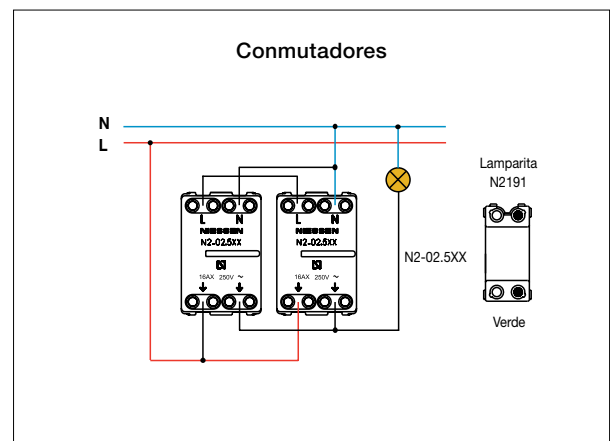 Conmutadores
N
L
Lamparita
N2191
L N
NIESSEN
N2-02.5XX
16AX 250V ~
L N
NIESSEN
N2-02.5XX
16AX 250V ~
N2-02.5XX
Verde